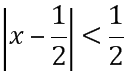 |x − 1/2| < 1/2